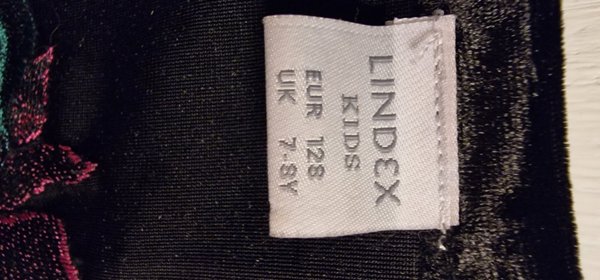 LINDEX
KIDS
EUR 128
UK 7-8Y